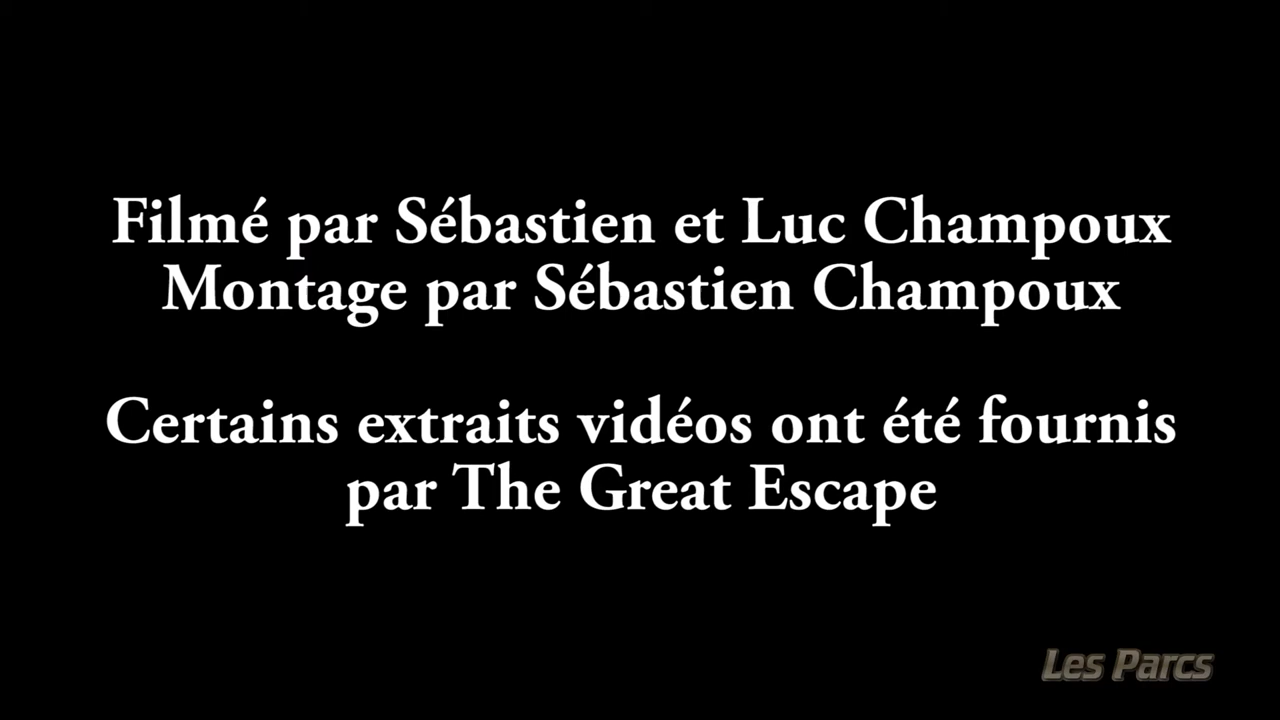 Filmé par Sébastien et Luc Champoux
Montage par Sébastien Champoux
Certains extraits vidéos ont été fournis
par The Great Escape
Les Parcs